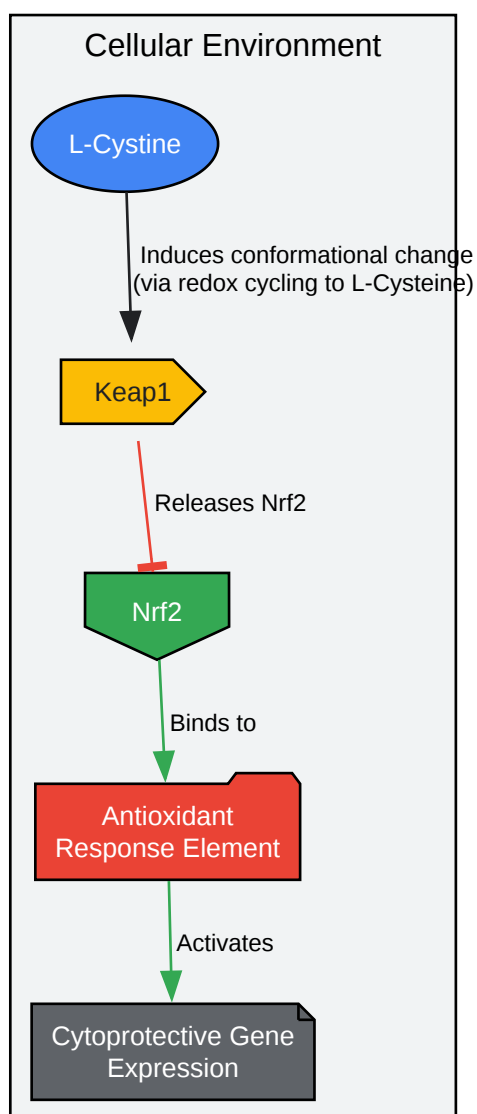 Cellular Environment
L-Cystine
Induces conformational change
(via redox cycling to L-Cysteine)
Keap1
Releases Nrf2
Nrf2
Binds to
Antioxidant
Response Element
Activates
Cytoprotective Gene
Expression